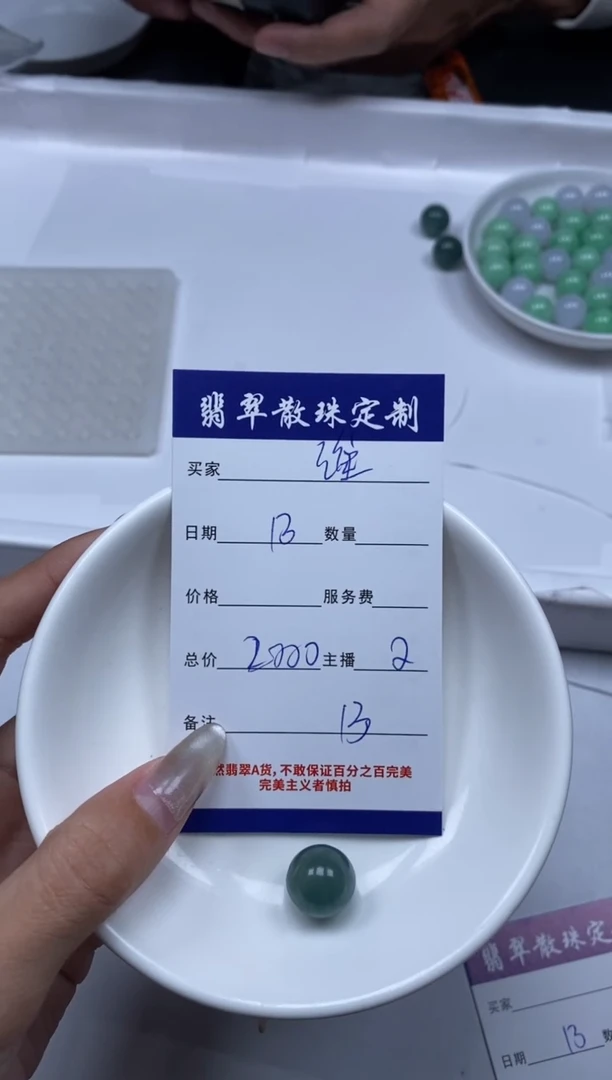 翡翠散珠定制
买家
日期 13 数量
价格 服务费
总价 2000 主播 2
备注 13
然翡翠A货,不敢保证百分之百完美
完美主义者慎拍
翡翠散珠定
买家
日期 13 数